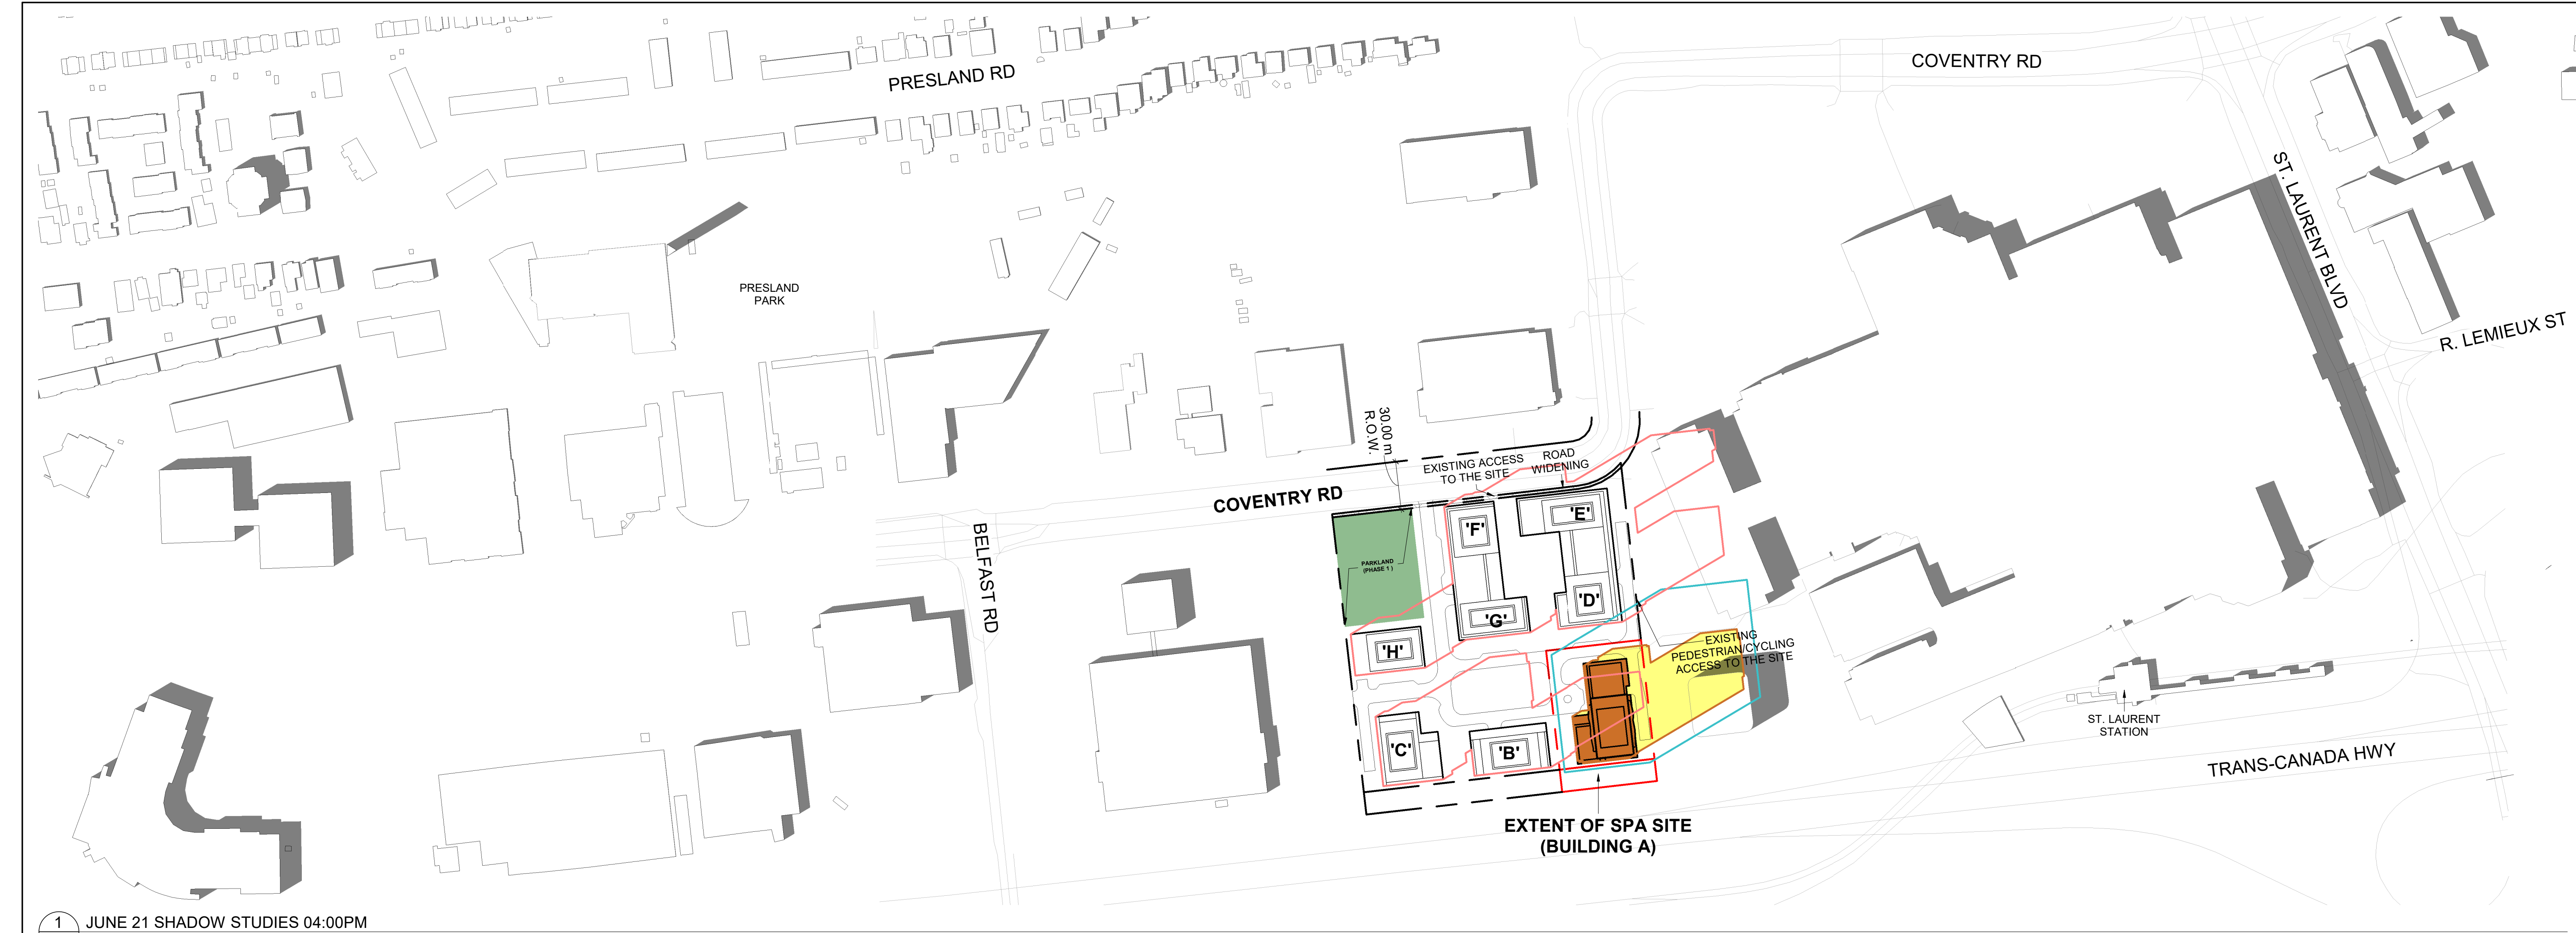 PRESLAND RD
COVENTRY RD
ST. LAURENT BLVD
R. LEMIEUX ST
PRESLAND
PARK
30.00 m
R.O.W.
EXISTING ACCESS
TO THE SITE
ROAD
WIDENING
COVENTRY RD
BELFAST RD
PARKLAND
(PHASE 1 )
'F'
'E'
'D'
'G'
'H'
EXISTING
PEDESTRIAN/CYCLING
ACCESS TO THE SITE
'C'
'B'
ST. LAURENT
STATION
TRANS-CANADA HWY
EXTENT OF SPA SITE
(BUILDING A)
1
JUNE 21 SHADOW STUDIES 04:00PM